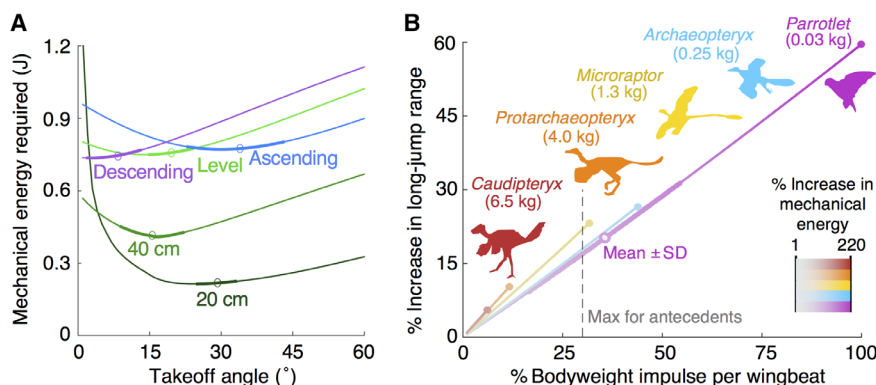 A
Mechanical energy required (J)
1.2
0.9
0.6
0.3
0
Descending
Level
Ascending
40 cm
20 cm
0
15
30
45
60
Takeoff angle (°)
B
% Increase in long-jump range
60
45
30
15
0
Parrotlet
(0.03 kg)
Archaeopteryx
(0.25 kg)
Microraptor
(1.3 kg)
Protarchaeopteryx
(4.0 kg)
Caudipteryx
(6.5 kg)
Mean ± SD
Max for antecedents
% Increase in
mechanical
energy
1 220
0
25
50
75
100
% Bodyweight impulse per wingbeat